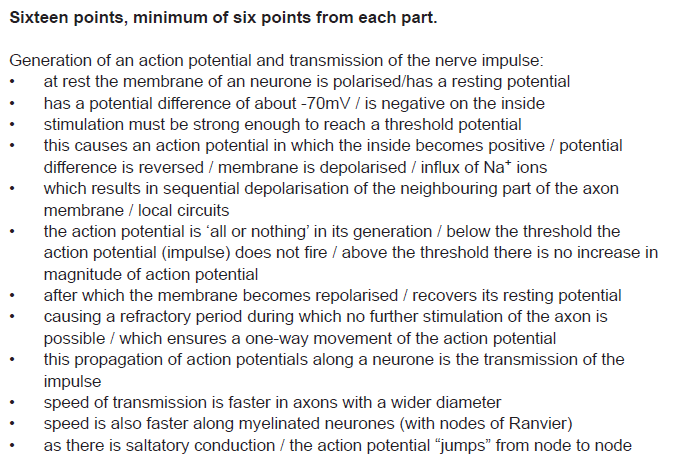 Sixteen points, minimum of six points from each part.
Generation of an action potential and transmission of the nerve impulse:
• at rest the membrane of an neurone is polarised/has a resting potential
• has a potential difference of about -70mV / is negative on the inside
• stimulation must be strong enough to reach a threshold potential
• this causes an action potential in which the inside becomes positive / potential
difference is reversed / membrane is depolarised / influx of Na⁺ ions
• which results in sequential depolarisation of the neighbouring part of the axon
membrane / local circuits
• the action potential is ‘all or nothing’ in its generation / below the threshold the
action potential (impulse) does not fire / above the threshold there is no increase in
magnitude of action potential
• after which the membrane becomes repolarised / recovers its resting potential
• causing a refractory period during which no further stimulation of the axon is
possible / which ensures a one-way movement of the action potential
• this propagation of action potentials along a neurone is the transmission of the
impulse
• speed of transmission is faster in axons with a wider diameter
• speed is also faster along myelinated neurones (with nodes of Ranvier)
• as there is saltatory conduction / the action potential “jumps” from node to node